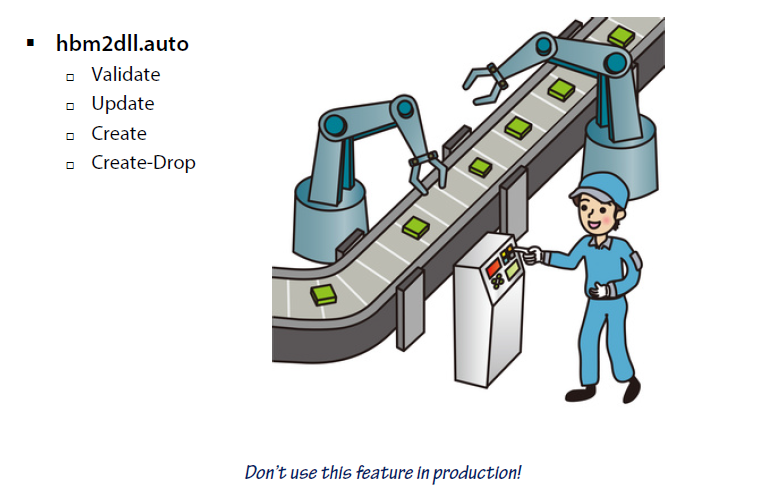 hbm2dll.auto
Validate
Update
Create
Create-Drop
Don't use this feature in production!